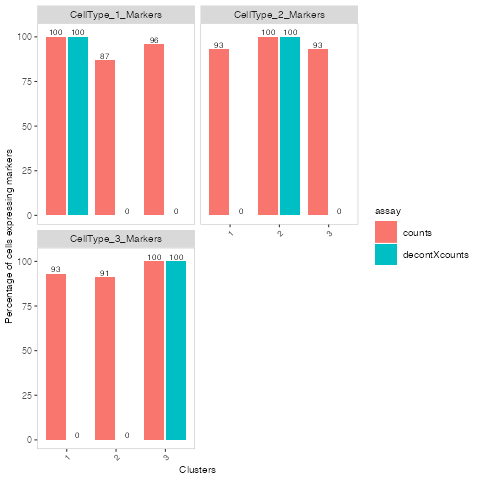 CellType_1_Markers
CellType_2_Markers
100
75
50
25
0
100 100 87 0 96 0
93 0 100 100 93 0
1 2 3
CellType_3_Markers
100
75
50
25
0
93 0 91 0 100 100
1 2 3
Percentage of cells expressing markers
Clusters
assay
counts
decontXcounts